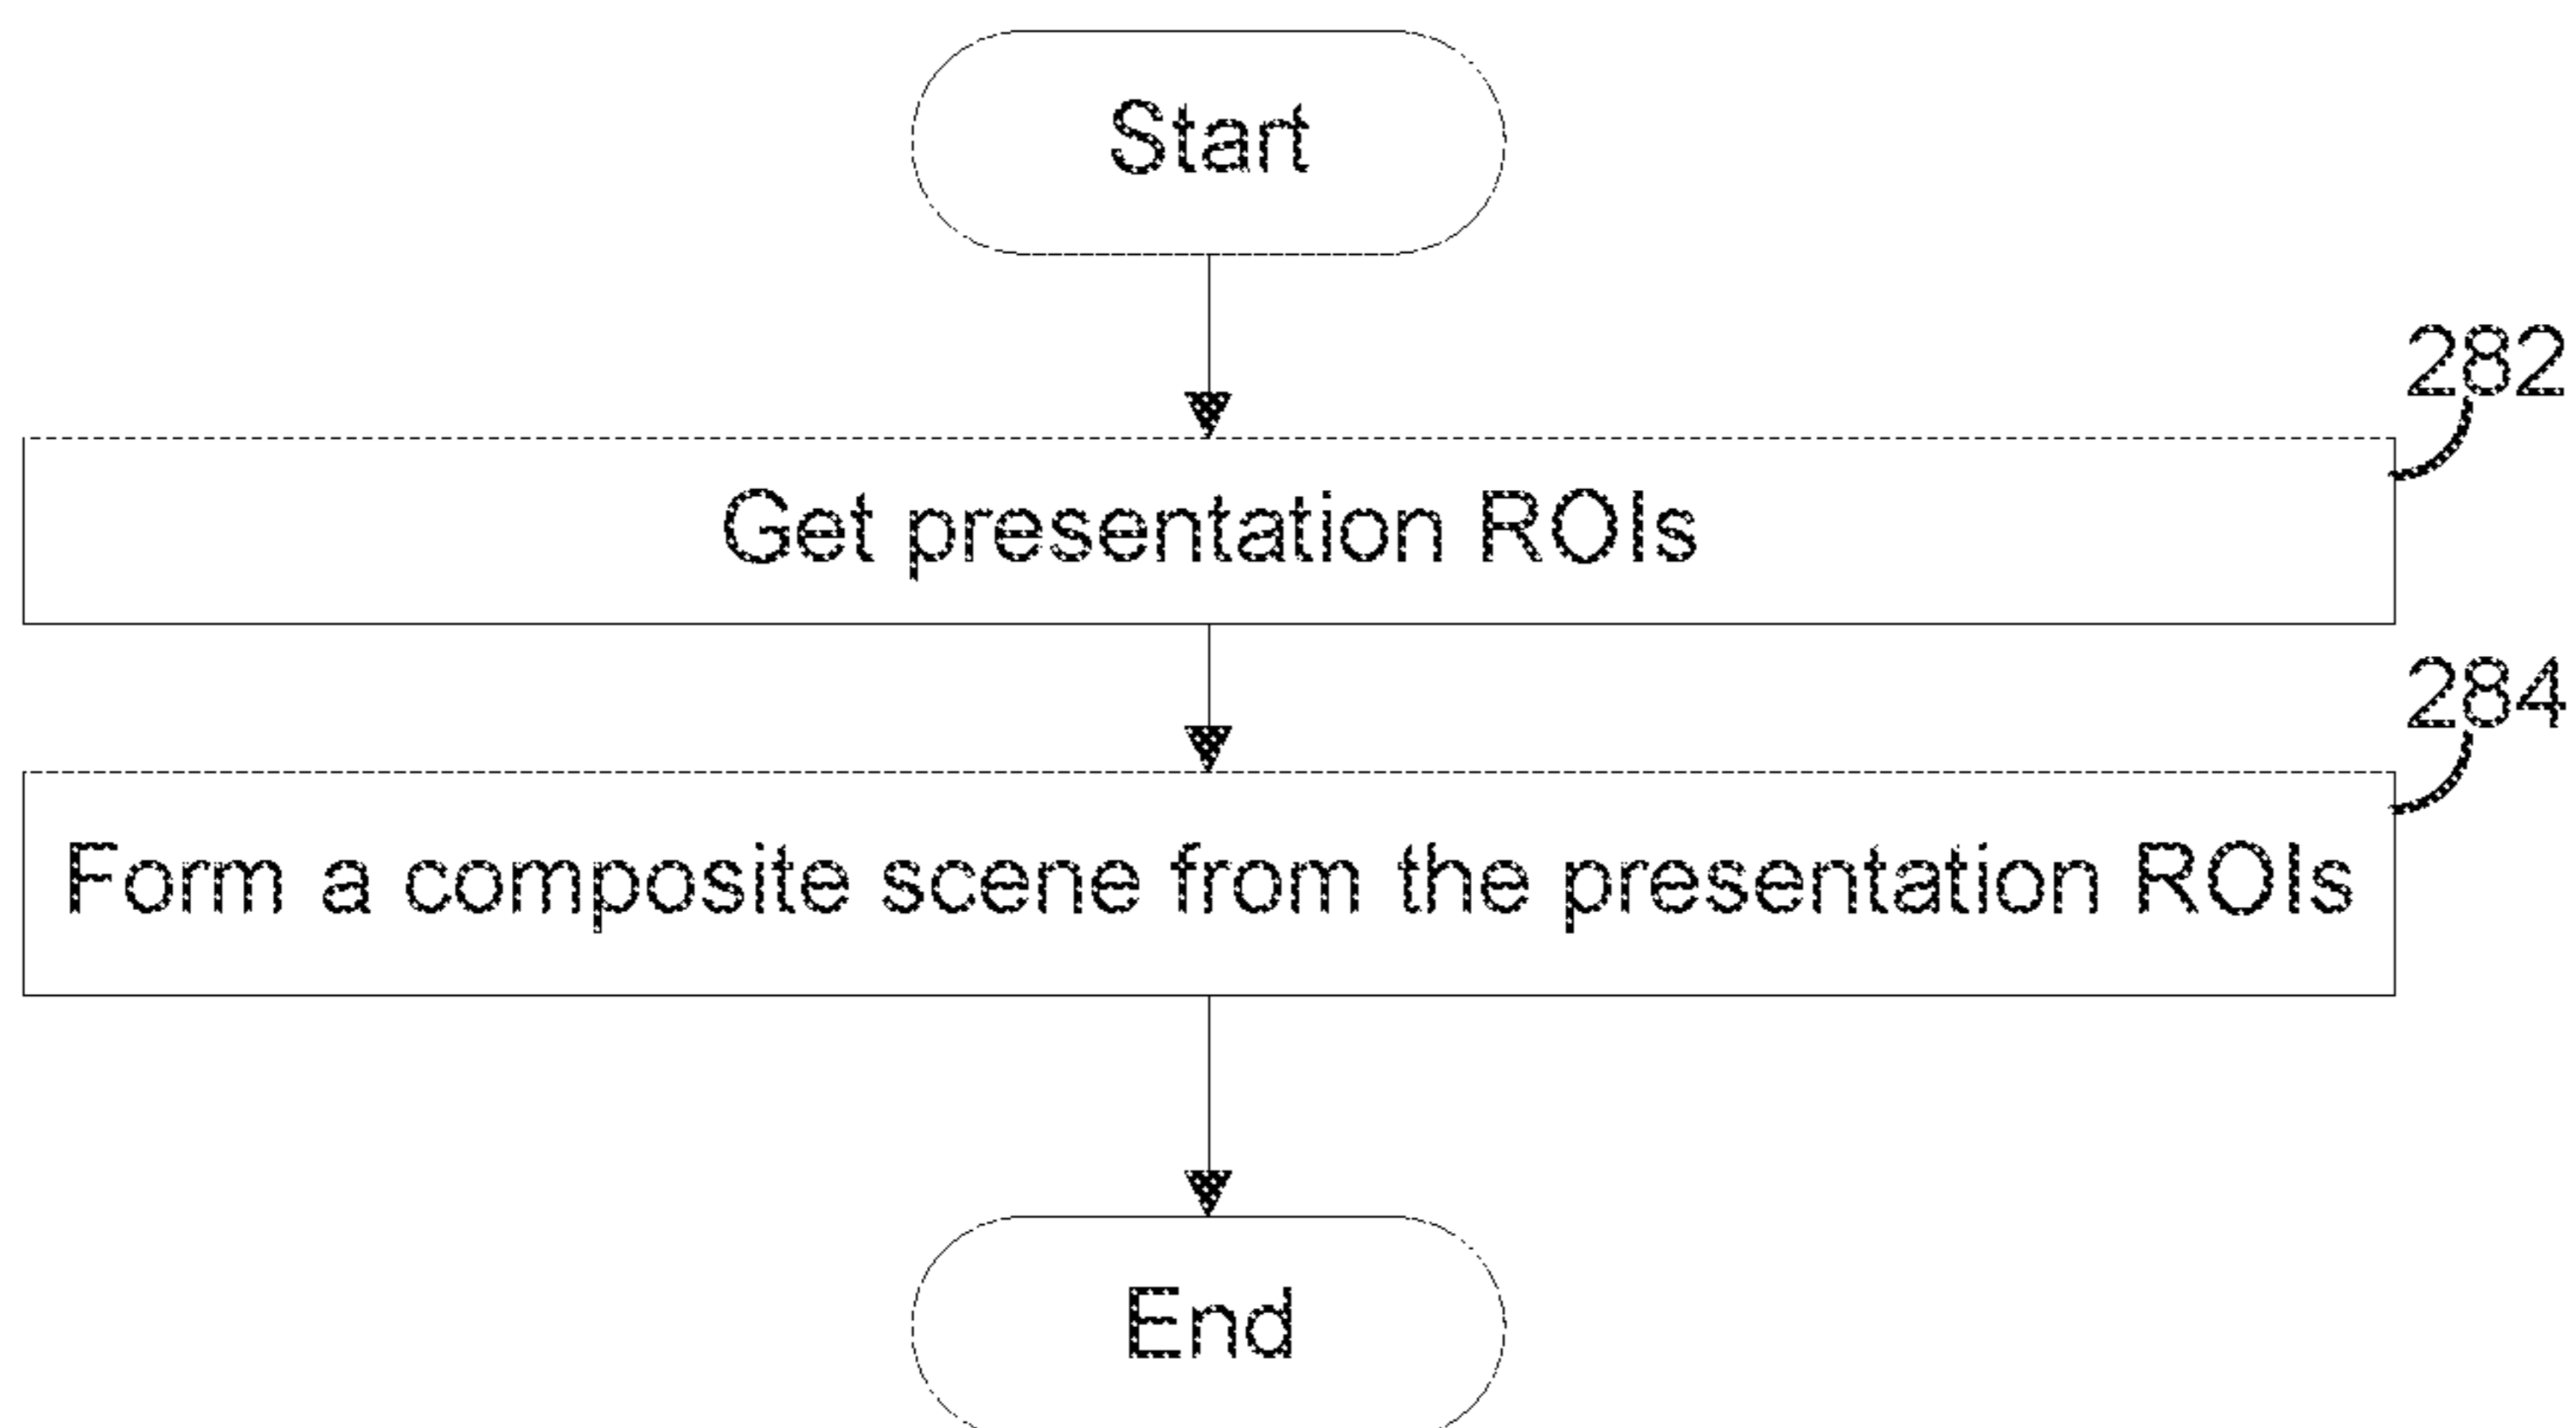 Start
282
Get presentation ROIs
284
Form a composite scene from the presentation ROIs
End